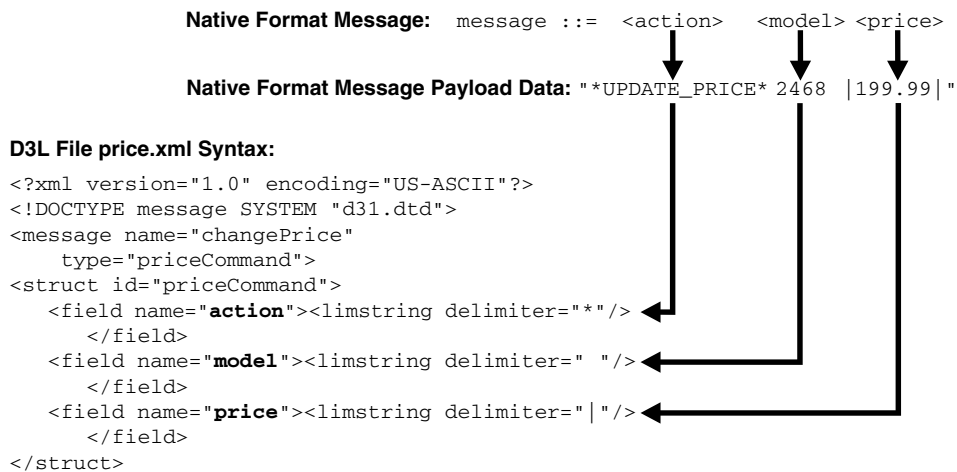 Native Format Message: message ::= <action> <model> <price>
Native Format Message Payload Data: "*UPDATE_PRICE* 2468 |199.99|"
D3L File price.xml Syntax:
<?xml version="1.0" encoding="US-ASCII"?>
<!DOCTYPE message SYSTEM "d31.dtd">
<message name="changePrice"
type="priceCommand">
<struct id="priceCommand">
<field name="action"><limstring delimiter="*"/>
</field>
<field name="model"><limstring delimiter=" "/>
</field>
<field name="price"><limstring delimiter="|"/>
</field>
</struct>